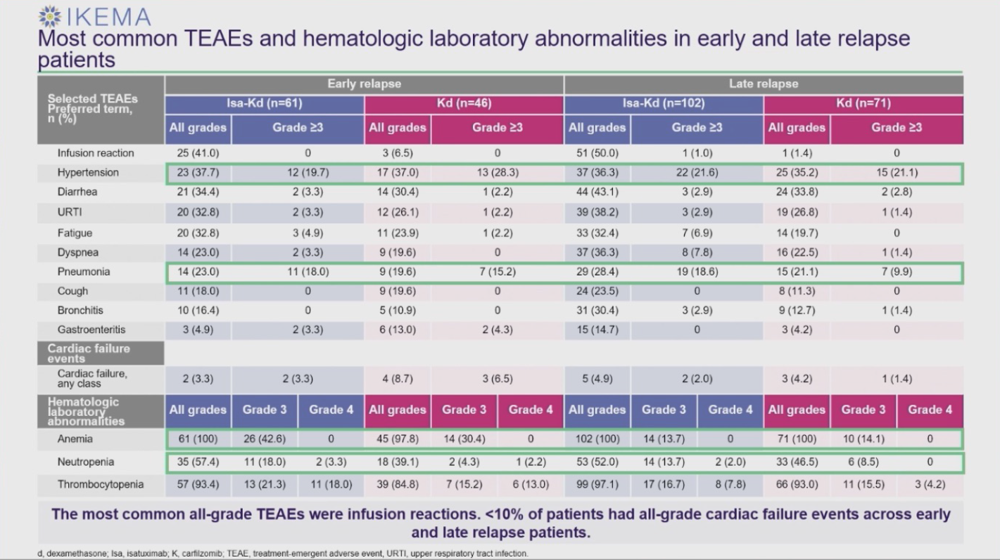 IKEMA
Most common TEAEs and hematologic laboratory abnormalities in early and late relapse
patients
Selected TEAEs
Preferred term,
n (%)
Early relapse Late relapse
Isa-Kd (n=61) Kd (n=46) Isa-Kd (n=102) Kd (n=71)
All grades Grade ≥3 All grades Grade ≥3 All grades Grade ≥3 All grades Grade ≥3
Infusion reaction 25 (41.0) 0 3 (6.5) 0 51 (50.0) 1 (1.0) 1 (1.4) 0
Hypertension 23 (37.7) 12 (19.7) 17 (37.0) 13 (28.3) 37 (36.3) 22 (21.6) 25 (35.2) 15 (21.1)
Diarrhea 21 (34.4) 2 (3.3) 14 (30.4) 1 (2.2) 44 (43.1) 3 (2.9) 24 (33.8) 2 (2.8)
URTI 20 (32.8) 2 (3.3) 12 (26.1) 1 (2.2) 39 (38.2) 3 (2.9) 19 (26.8) 1 (1.4)
Fatigue 20 (32.8) 3 (4.9) 11 (23.9) 1 (2.2) 33 (32.4) 7 (6.9) 14 (19.7) 0
Dyspnea 14 (23.0) 2 (3.3) 9 (19.6) 0 37 (36.3) 8 (7.8) 16 (22.5) 1 (1.4)
Pneumonia 14 (23.0) 11 (18.0) 9 (19.6) 7 (15.2) 29 (28.4) 19 (18.6) 15 (21.1) 7 (9.9)
Cough 11 (18.0) 0 9 (19.6) 0 24 (23.5) 0 8 (11.3) 0
Bronchitis 10 (16.4) 0 5 (10.9) 0 31 (30.4) 3 (2.9) 9 (12.7) 1 (1.4)
Gastroenteritis 3 (4.9) 2 (3.3) 6 (13.0) 2 (4.3) 15 (14.7) 0 3 (4.2) 0
Cardiac failure
events
Cardiac failure,
any class 2 (3.3) 2 (3.3) 4 (8.7) 3 (6.5) 5 (4.9) 2 (2.0) 3 (4.2) 1 (1.4)
Hematologic
laboratory
abnormalities
All grades Grade 3 Grade 4 All grades Grade 3 Grade 4 All grades Grade 3 Grade 4 All grades Grade 3 Grade 4
Anemia 61 (100) 26 (42.6) 0 45 (97.8) 14 (30.4) 0 102 (100) 14 (13.7) 0 71 (100) 10 (14.1) 0
Neutropenia 35 (57.4) 11 (18.0) 2 (3.3) 18 (39.1) 2 (4.3) 1 (2.2) 53 (52.0) 14 (13.7) 2 (2.0) 33 (46.5) 6 (8.5) 0
Thrombocytopenia 57 (93.4) 13 (21.3) 11 (18.0) 39 (84.8) 7 (15.2) 6 (13.0) 99 (97.1) 17 (16.7) 8 (7.8) 66 (93.0) 11 (15.5) 3 (4.2)
The most common all-grade TEAEs were infusion reactions. <10% of patients had all-grade cardiac failure events across early
and late relapse patients.
d, dexamethasone; Isa, isatuximab; K, carfilzomib; TEAE, treatment-emergent adverse event, URTI, upper respiratory tract infection.